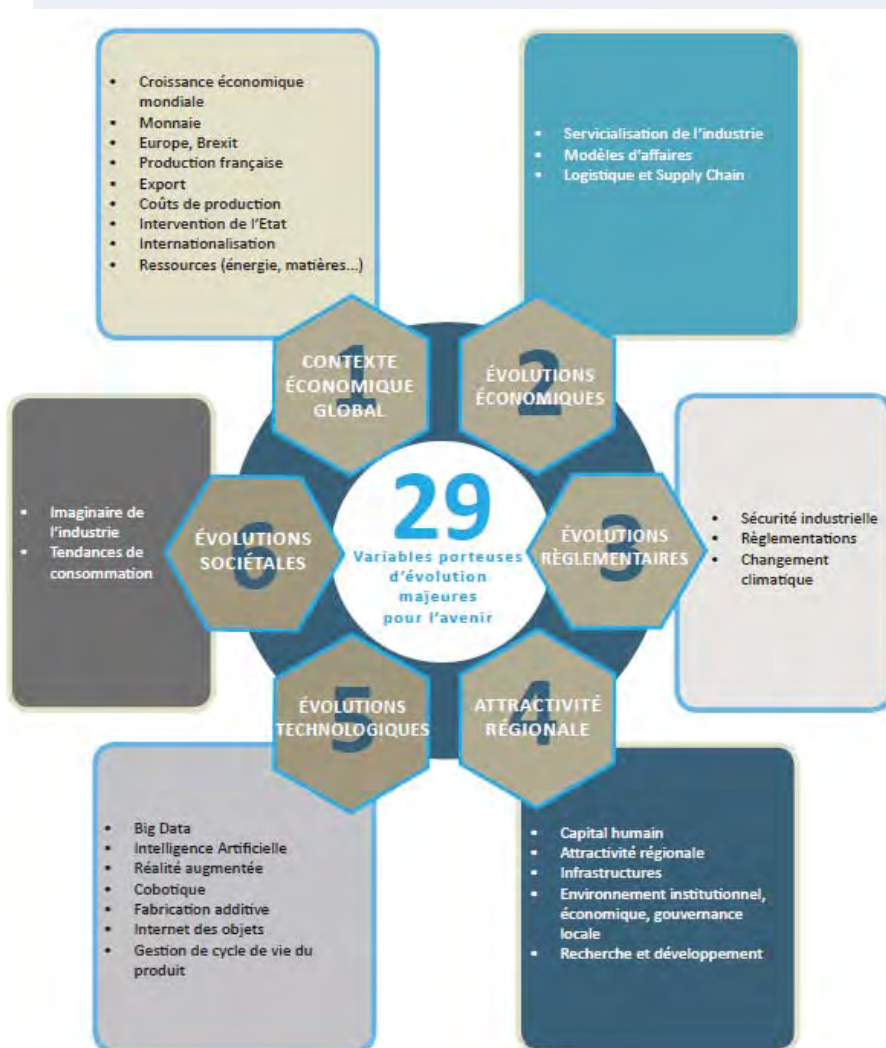 • Croissance économique
mondiale
• Monnaie
• Europe, Brexit
• Production française
• Export
• Coûts de production
• Intervention de l'Etat
• Internationalisation
• Ressources (énergie, matières...)
• Servicialisation de l'industrie
• Modèles d'affaires
• Logistique et Supply Chain
1
CONTEXTE
ÉCONOMIQUE
GLOBAL
2
ÉVOLUTIONS
ÉCONOMIQUES
• Imaginaire de
l'industrie
• Tendances de
consommation
6
ÉVOLUTIONS
SOCIÉTALES
29
Variables porteuses
d'évolution
majeures
pour l'avenir
3
ÉVOLUTIONS
RÈGLEMENTAIRES
• Sécurité industrielle
• Règlementations
• Changement
climatique
5
ÉVOLUTIONS
TECHNOLOGIQUES
4
ATTRACTIVITÉ
RÉGIONALE
• Big Data
• Intelligence Artificielle
• Réalité augmentée
• Cobotique
• Fabrication additive
• Internet des objets
• Gestion de cycle de vie du
produit
• Capital humain
• Attractivité régionale
• Infrastructures
• Environnement institutionnel,
économique, gouvernance
locale
• Recherche et développement